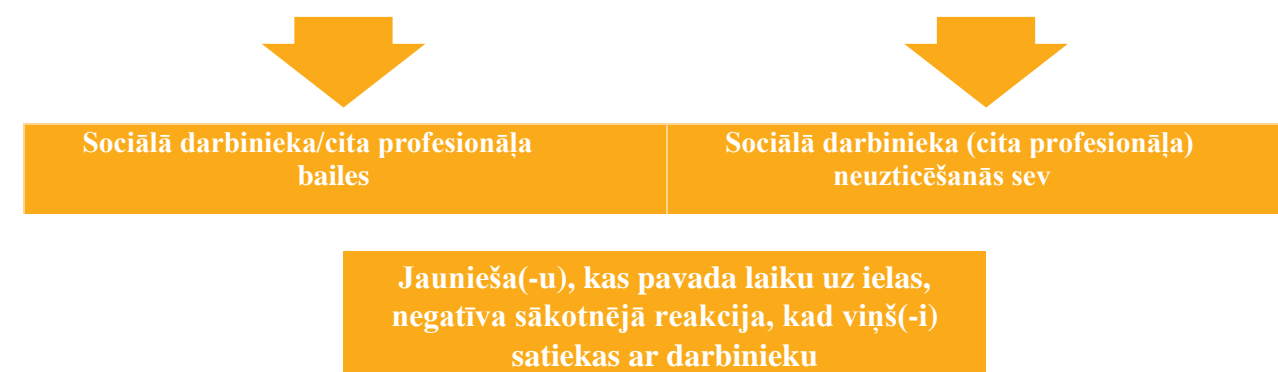 Sociālā darbinieka/cita profesionāļa
bailes
Sociālā darbinieka (cita profesionāļa)
neuzticēšanās sev
Jaunieša(-u), kas pavada laiku uz ielas,
negatīva sākotnējā reakcija, kad viņš(-i)
satiekas ar darbinieku